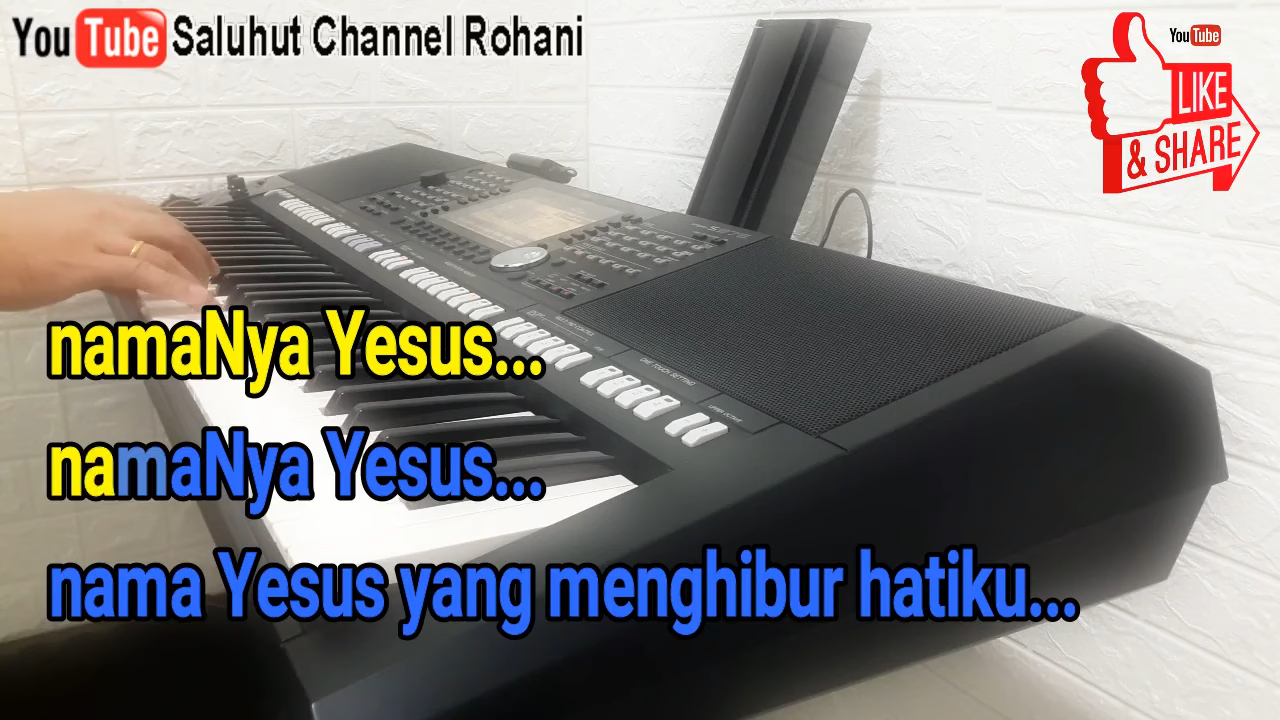 YouTube Saluhut Channel Rohani
YouTube
LIKE
& SHARE
namaNya Yesus...
namaNya Yesus...
nama Yesus yang menghibur hatiku...